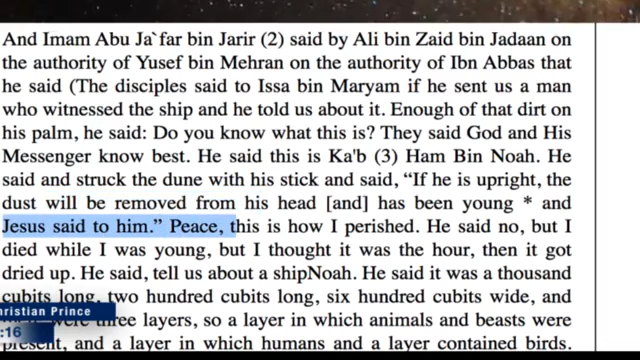 And Imam Abu Ja`far bin Jarir (2) said by Ali bin Zaid bin Jadaan on
the authority of Yusef bin Mehran on the authority of Ibn Abbas that
he said (The disciples said to Issa bin Maryam if he sent us a man
who witnessed the ship and he told us about it. Enough of that dirt on
his palm, he said: Do you know what this is? They said God and His
Messenger know best. He said this is Ka'b (3) Ham Bin Noah. He
said and struck the dune with his stick and said, “If he is upright, the
dust will be removed from his head [and] has been young * and
Jesus said to him.” Peace, this is how I perished. He said no, but I
died while I was young, but I thought it was the hour, then it got
dried up. He said, tell us about a shipNoah. He said it was a thousand
cubits long, two hundred cubits long, six hundred cubits wide, and
three layers, so a layer in which animals and beasts were
and a layer in which humans and a layer contained birds.
hristian Prince
:16